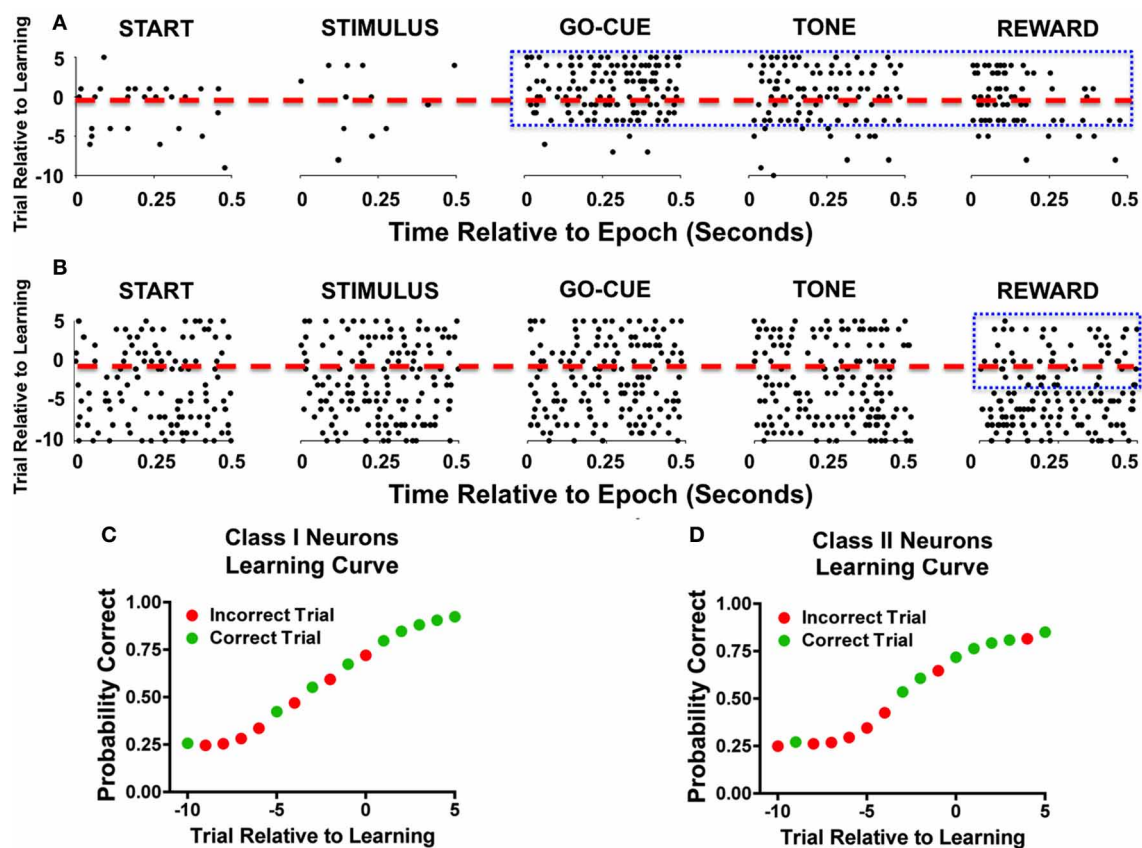 A
START STIMULUS GO-CUE TONE REWARD
Trial Relative to Learning
5
0
-5
-10
0 0.25 0.5 0 0.25 0.5 0 0.25 0.5 0 0.25 0.5 0 0.25 0.5
Time Relative to Epoch (Seconds)
B
START STIMULUS GO-CUE TONE REWARD
Trial Relative to Learning
5
0
-5
-10
0 0.25 0.5 0 0.25 0.5 0 0.25 0.5 0 0.25 0.5 0 0.25 0.5
Time Relative to Epoch (Seconds)
C
Class I Neurons
Learning Curve
Probability Correct
1.00
0.75
0.50
0.25
0.00
Incorrect Trial
Correct Trial
-10 -5 0 5
Trial Relative to Learning
D
Class II Neurons
Learning Curve
Probability Correct
1.00
0.75
0.50
0.25
0.00
Incorrect Trial
Correct Trial
-10 -5 0 5
Trial Relative to Learning